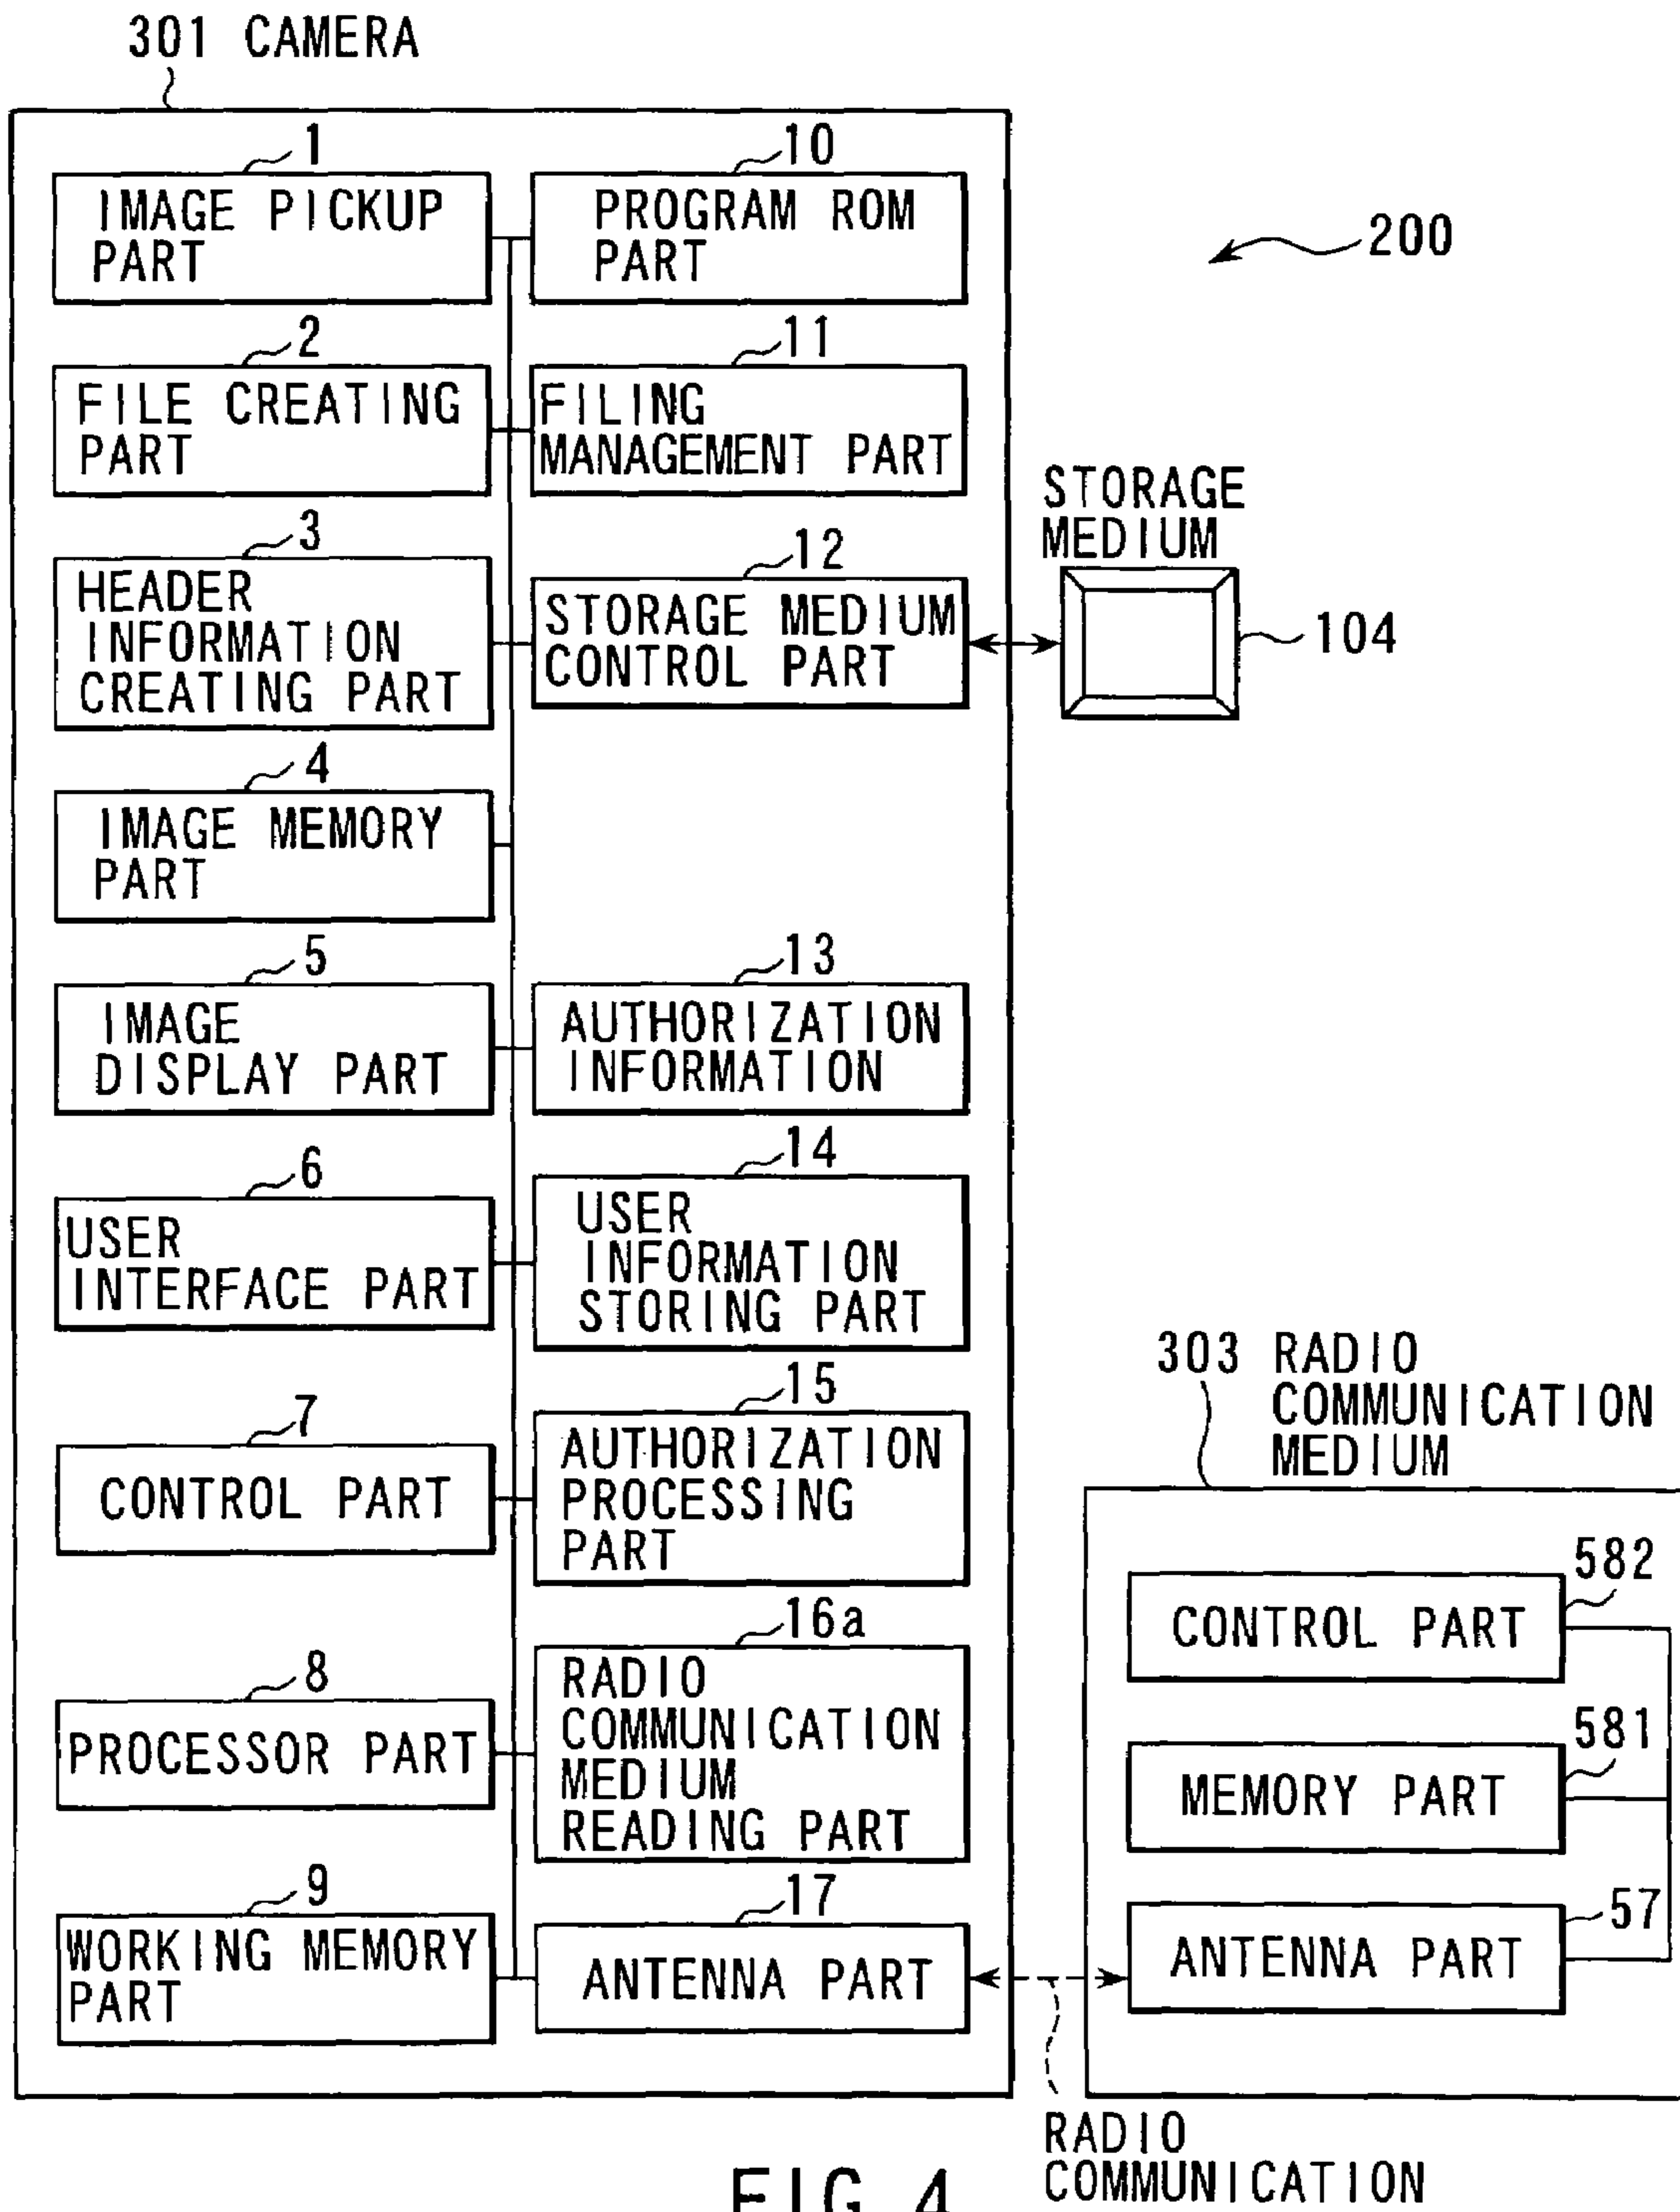 301 CAMERA
1
IMAGE PICKUP
PART
10
PROGRAM ROM
PART
200
2
FILE CREATING
PART
11
FILING
MANAGEMENT PART
3
HEADER
INFORMATION
CREATING PART
12
STORAGE MEDIUM
CONTROL PART
STORAGE
MEDIUM
104
4
IMAGE MEMORY
PART
5
IMAGE
DISPLAY PART
13
AUTHORIZATION
INFORMATION
6
USER
INTERFACE PART
14
USER
INFORMATION
STORING PART
7
CONTROL PART
15
AUTHORIZATION
PROCESSING
PART
8
PROCESSOR PART
16a
RADIO
COMMUNICATION
MEDIUM
READING PART
9
WORKING MEMORY
PART
17
ANTENNA PART
303 RADIO
COMMUNICATION
MEDIUM
582
CONTROL PART
581
MEMORY PART
57
ANTENNA PART
RADIO
COMMUNICATION
FIG. 4